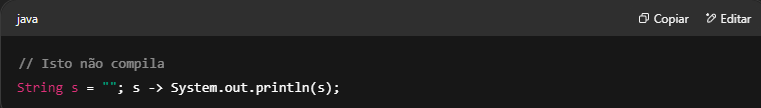 java
Copiar
Editar
// Isto não compila
String s = ""; s -> System.out.println(s);